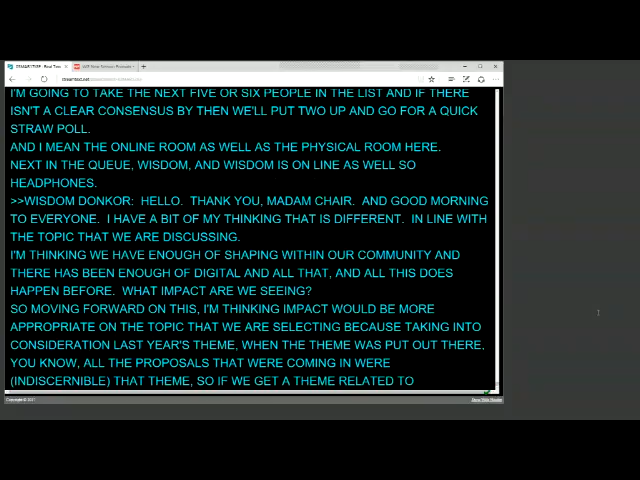 I'M GOING TO TAKE THE NEXT FIVE OR SIX PEOPLE IN THE LIST AND IF THERE
ISN'T A CLEAR CONSENSUS BY THEN WE'LL PUT TWO UP AND GO FOR A QUICK
STRAW POLL.
AND I MEAN THE ONLINE ROOM AS WELL AS THE PHYSICAL ROOM HERE.
NEXT IN THE QUEUE, WISDOM, AND WISDOM IS ON LINE AS WELL SO
HEADPHONES.
>>WISDOM DONKOR:  HELLO.  THANK YOU, MADAM CHAIR.  AND GOOD MORNING
TO EVERYONE.  I HAVE A BIT OF MY THINKING THAT IS DIFFERENT.  IN LINE WITH
THE TOPIC THAT WE ARE DISCUSSING.
I'M THINKING WE HAVE ENOUGH OF SHAPING WITHIN OUR COMMUNITY AND
THERE HAS BEEN ENOUGH OF DIGITAL AND ALL THAT, AND ALL THIS DOES
HAPPEN BEFORE.  WHAT IMPACT ARE WE SEEING?
SO MOVING FORWARD ON THIS, I'M THINKING IMPACT WOULD BE MORE
APPROPRIATE ON THE TOPIC THAT WE ARE SELECTING BECAUSE TAKING INTO
CONSIDERATION LAST YEAR'S THEME, WHEN THE THEME WAS PUT OUT THERE,
YOU KNOW, ALL THE PROPOSALS THAT WERE COMING IN WERE
(INDISCERNIBLE) THAT THEME, SO IF WE GET A THEME RELATED TO